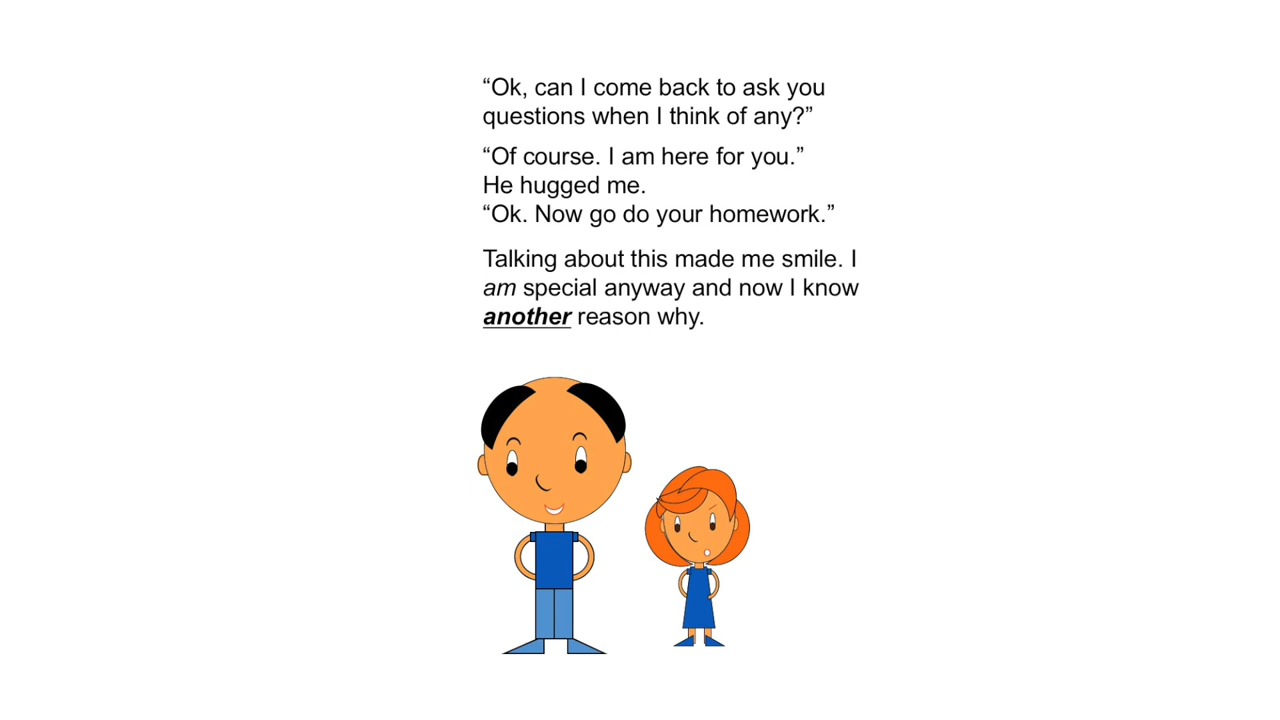 “Ok, can I come back to ask you
questions when I think of any?”
“Of course. I am here for you.”
He hugged me.
“Ok. Now go do your homework.”
Talking about this made me smile. I
am special anyway and now I know
another reason why.